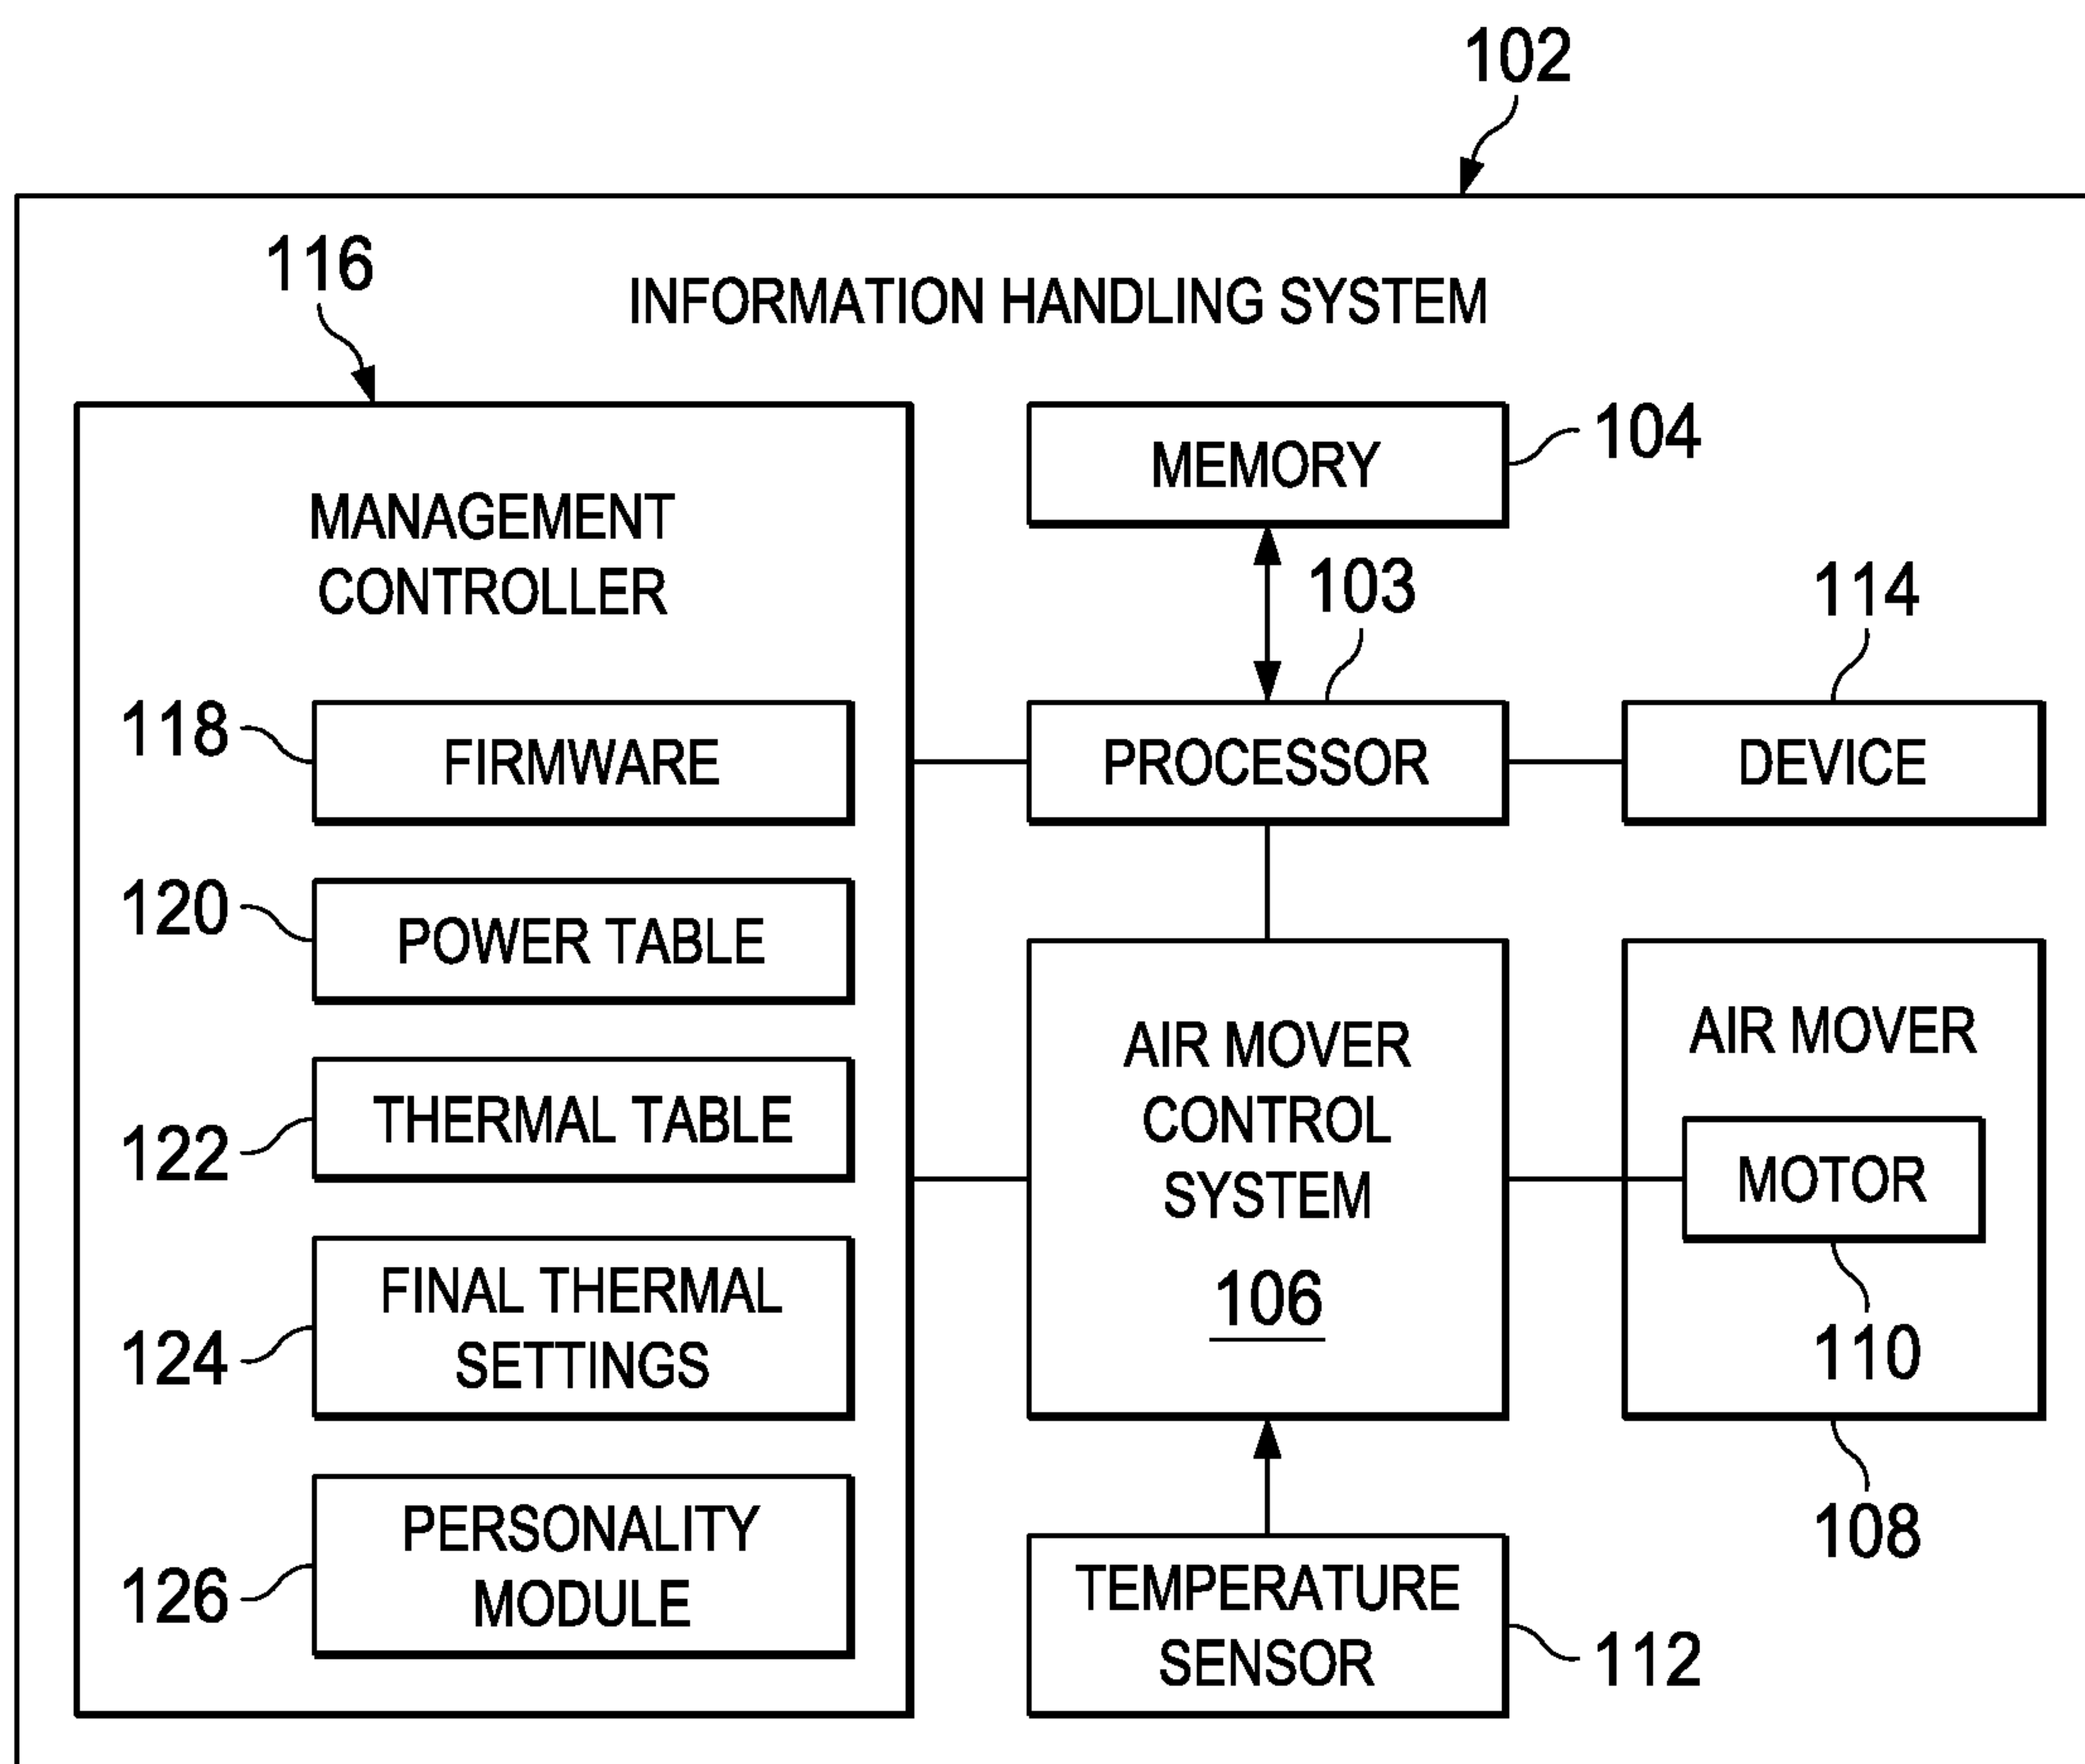 102
116
INFORMATION HANDLING SYSTEM
MANAGEMENT
CONTROLLER
MEMORY
104
103
114
118
FIRMWARE
PROCESSOR
DEVICE
120
POWER TABLE
AIR MOVER
CONTROL
SYSTEM
106
AIR MOVER
MOTOR
110
108
122
THERMAL TABLE
124
FINAL THERMAL
SETTINGS
126
PERSONALITY
MODULE
TEMPERATURE
SENSOR
112